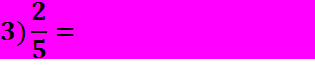 3) 2/5 =